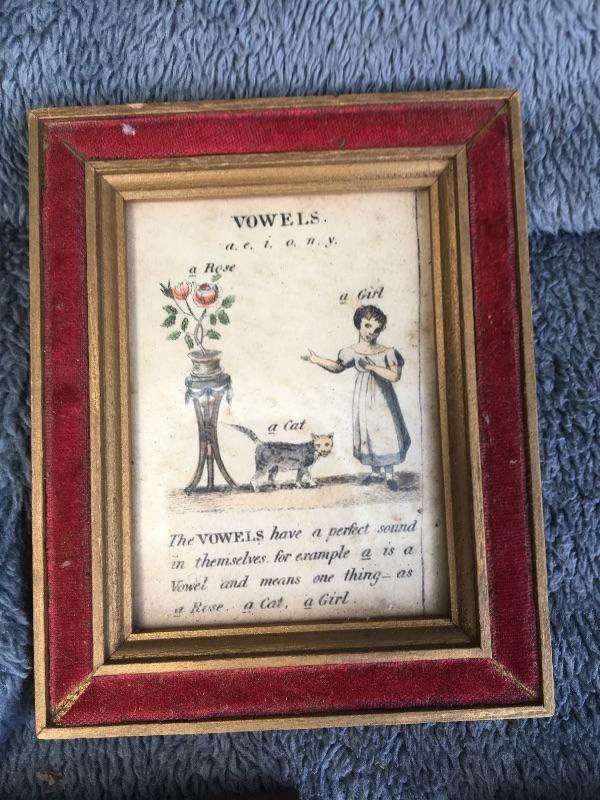 VOWELS.
a. e. i. o. n. y.
a Rose
a Girl
a Cat
The VOWELS have a perfect sound
in themselves. for example a is a
Vowel and means one thing_ as
a Rose. a Cat, a Girl.